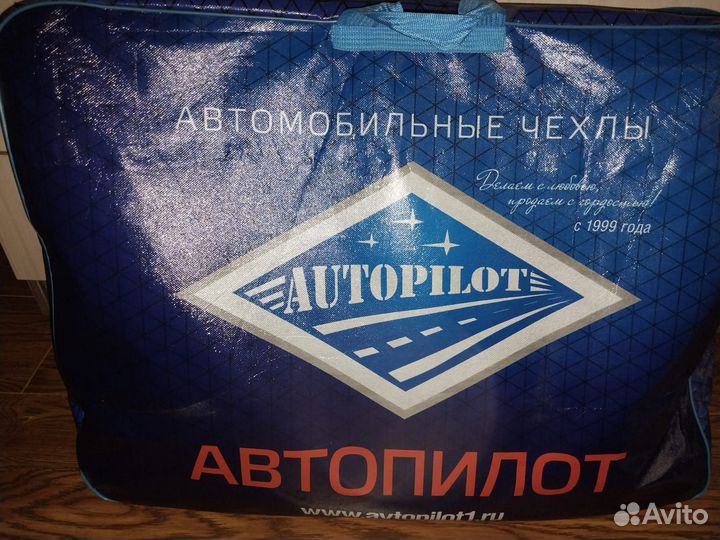 АВТОМОБИЛЬНЫЕ ЧЕХЛЫ
Делаем с любовью,
продаем с гордостью!
с 1999 года
AUTOPILOT
АВТОПИЛОТ
www.avtopilot1.ru
Avito